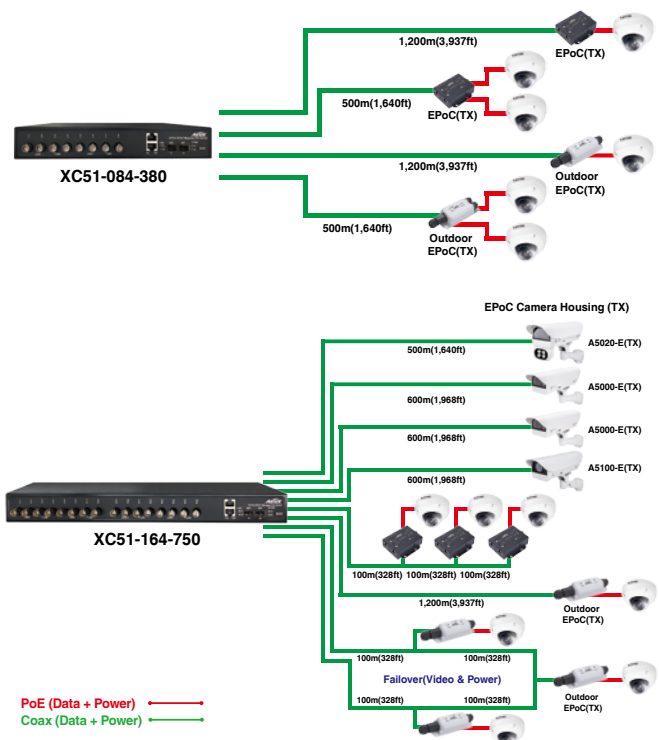 1,200m(3,937ft)
EPoC(TX)
500m(1,640ft)
EPoC(TX)
XC51-084-380
1,200m(3,937ft)
Outdoor
EPoC(TX)
500m(1,640ft)
Outdoor
EPoC(TX)
EPoC Camera Housing (TX)
500m(1,640ft)
A5020-E(TX)
600m(1,968ft)
A5000-E(TX)
600m(1,968ft)
A5000-E(TX)
600m(1,968ft)
A5100-E(TX)
XC51-164-750
100m(328ft) 100m(328ft) 100m(328ft)
1,200m(3,937ft)
Outdoor
EPoC(TX)
100m(328ft) 100m(328ft)
Failover(Video & Power)
100m(328ft) 100m(328ft)
Outdoor
EPoC(TX)
PoE (Data + Power)
Coax (Data + Power)